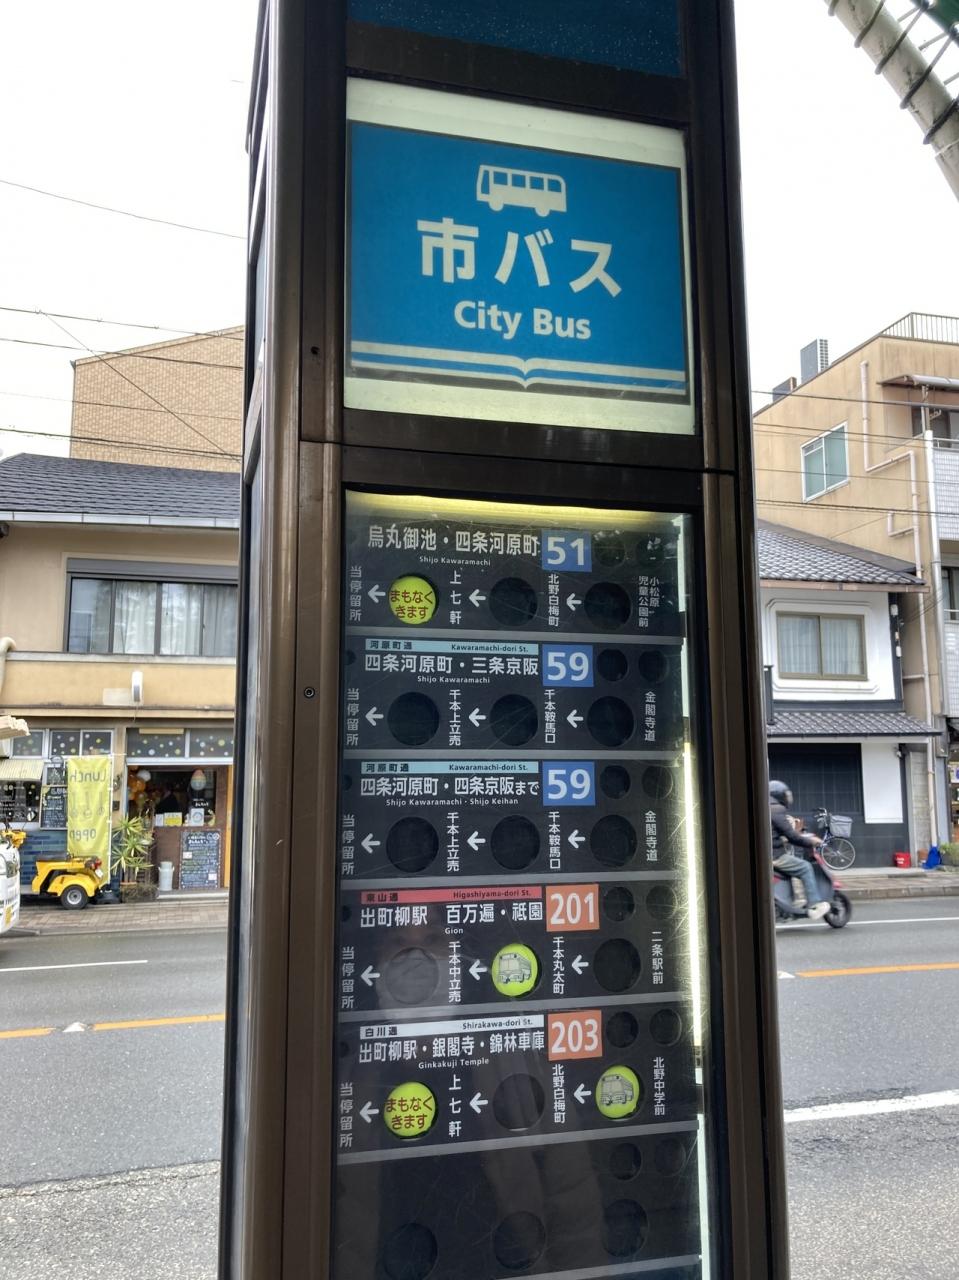 市バス
City Bus
烏丸御池・四条河原町 51
Shijo Kawaramachi
当停留所 ← まもなくきます 上七軒 ← 北野白梅町 ← 小松原児童公園前
河原町通 Kawaramachi-dori St.
四条河原町・三条京阪 59
Shijo Kawaramachi
当停留所 ← 千本上立売 ← 千本鞍馬口 ← 金閣寺道
河原町通 Kawaramachi-dori St.
四条河原町・四条京阪まで 59
Shijo Kawaramachi・Shijo Keihan
当停留所 ← 千本上立売 ← 千本鞍馬口 ← 金閣寺道
東山通 Higashiyama-dori St.
出町柳駅 百万遍・祇園 201
Gion
当停留所 ← 千本中立売 ← 千本丸太町 ← 二条駅前
白川通 Shirakawa-dori St.
出町柳駅・銀閣寺・錦林車庫 203
Ginkakuji Temple
当停留所 ← まもなくきます 上七軒 ← 北野白梅町 ← 北野中学前
Lunch
open